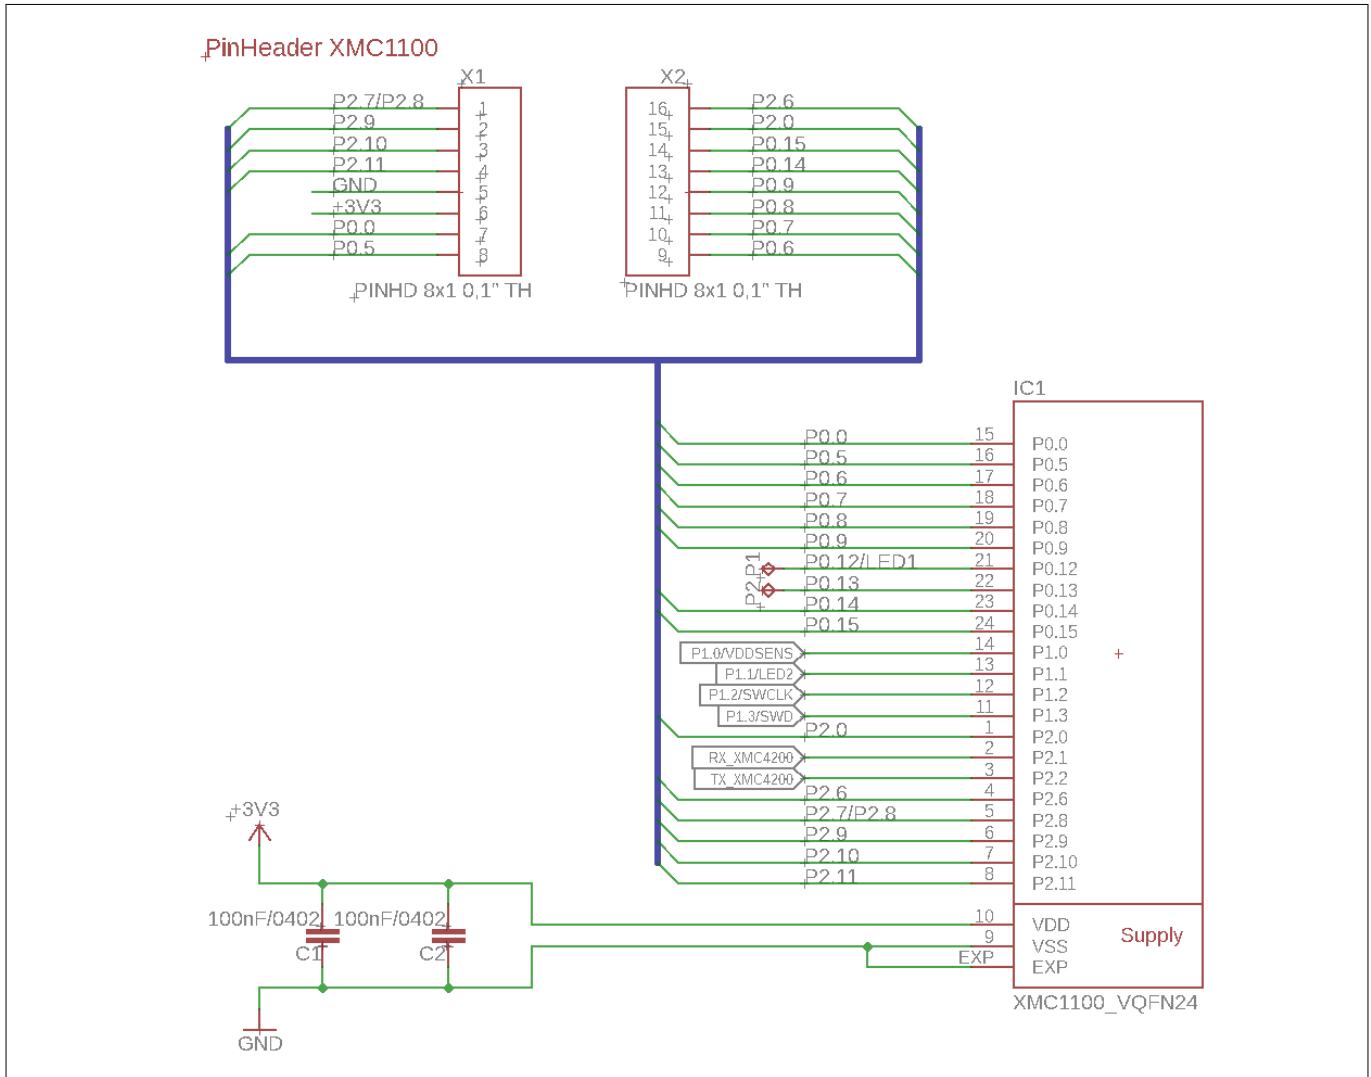 PinHeader XMC1100
X1
X2
P2.7/P2.8 1
P2.9 2
P2.10 3
P2.11 4
GND 5
+3V3 6
P0.0 7
P0.5 8
PINHD 8x1 0,1" TH
16 P2.6
15 P2.0
14 P0.15
13 P0.14
12 P0.9
11 P0.8
10 P0.7
9 P0.6
PINHD 8x1 0,1" TH
IC1
P0.0 15 P0.0
P0.5 16 P0.5
P0.6 17 P0.6
P0.7 18 P0.7
P0.8 19 P0.8
P0.9 20 P0.9
P1 P0.12/LED1 21 P0.12
P2 P0.13 22 P0.13
P0.14 23 P0.14
P0.15 24 P0.15
P1.0/VDDSENS 14 P1.0
P1.1/LED2 13 P1.1
P1.2/SWCLK 12 P1.2
P1.3/SWD 11 P1.3
P2.0 1 P2.0
RX_XMC4200 2 P2.1
TX_XMC4200 3 P2.2
P2.6 4 P2.6
P2.7/P2.8 5 P2.8
P2.9 6 P2.9
P2.10 7 P2.10
P2.11 8 P2.11
10 VDD
9 VSS
EXP EXP
Supply
XMC1100_VQFN24
+3V3
100nF/0402 100nF/0402
C1 C2
GND